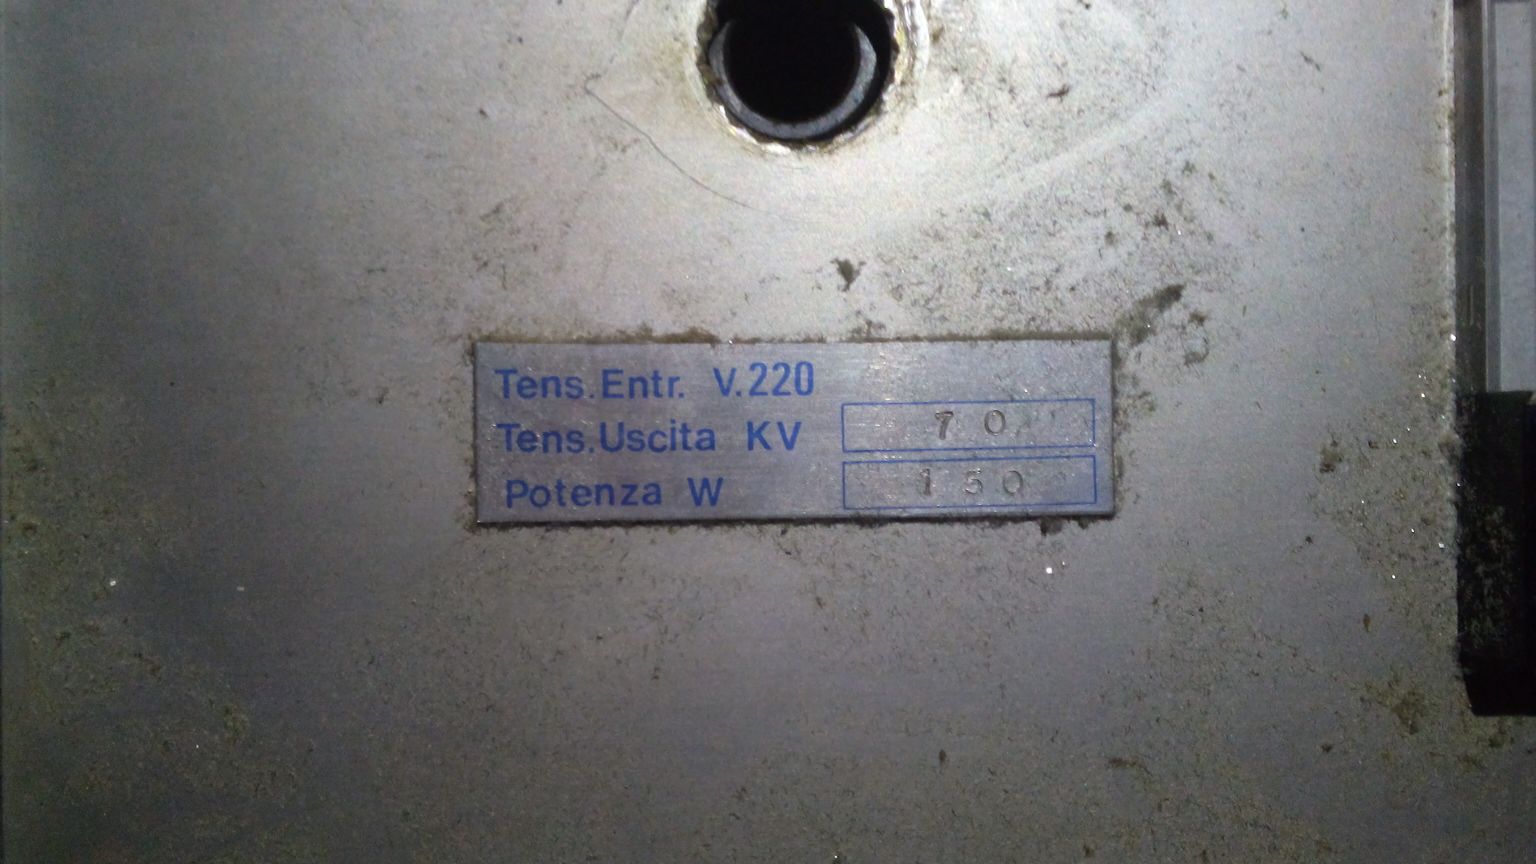 Tens.Entr. V.220
Tens.Uscita KV 70
Potenza W 150